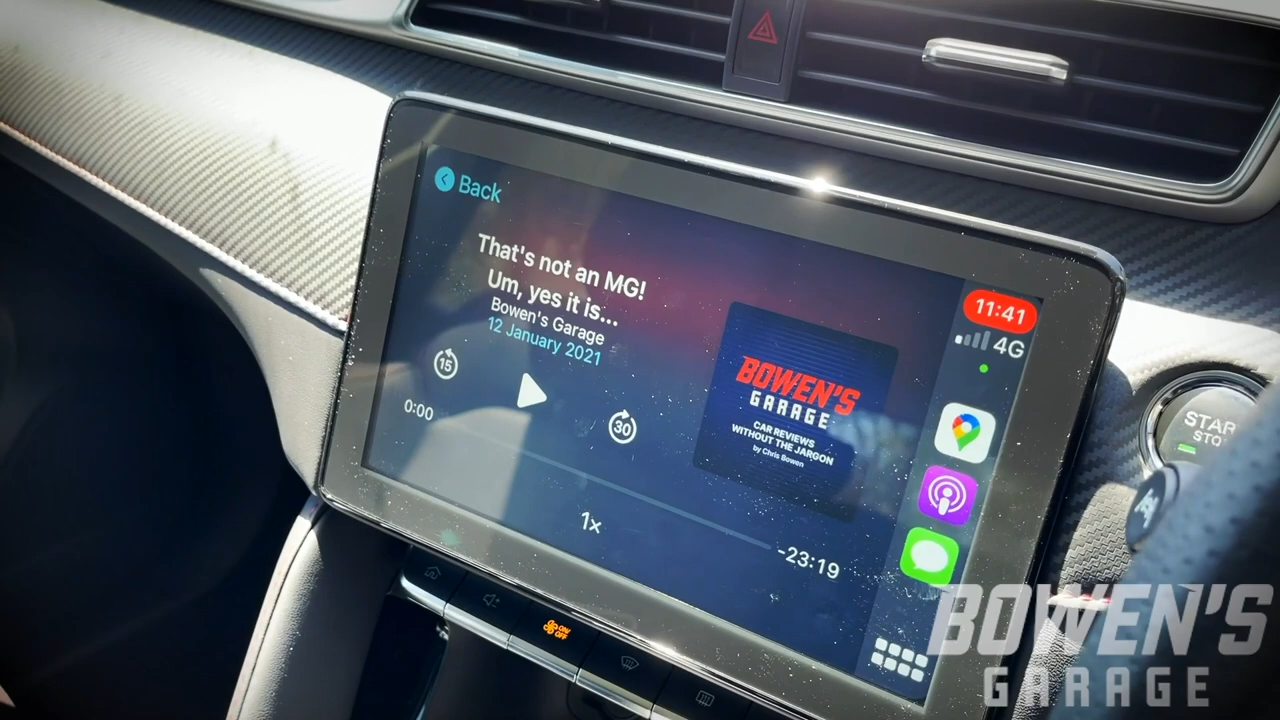 Back
That's not an MG!
Um, yes it is...
Bowen's Garage
12 January 2021
15
30
0:00
1x
-23:19
BOWEN'S
GARAGE
CAR REVIEWS
WITHOUT THE JARGON
by Chris Bowen
11:41
4G
ON
OFF
START
STOP
BOWEN'S
GARAGE